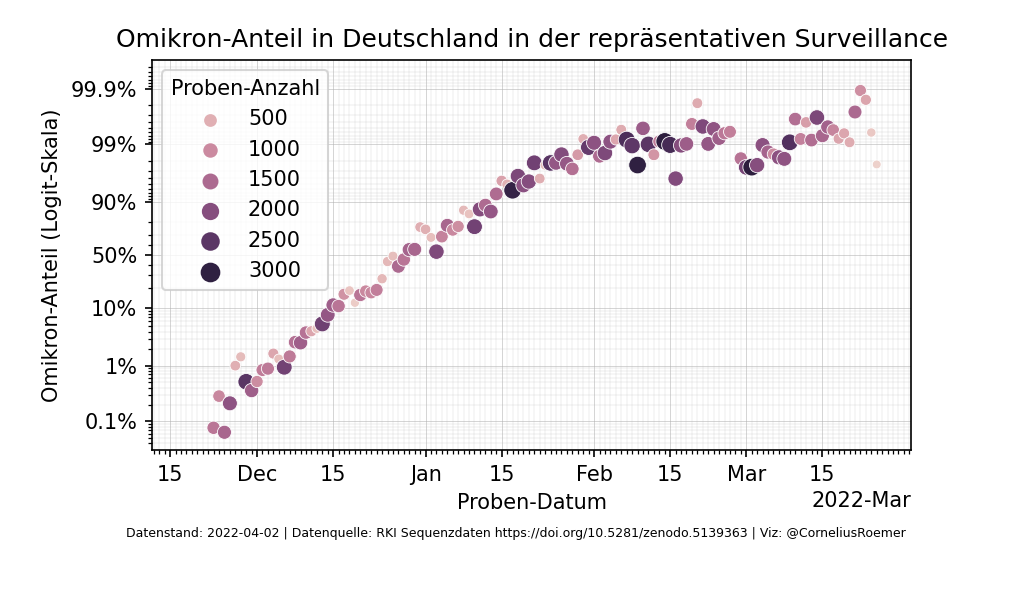 Omikron-Anteil in Deutschland in der repräsentativen Surveillance
Omikron-Anteil (Logit-Skala)
99.9%
99%
90%
50%
10%
1%
0.1%
Proben-Anzahl
500
1000
1500
2000
2500
3000
15 Dec 15 Jan 15 Feb 15 Mar 15
Proben-Datum
2022-Mar
Datenstand: 2022-04-02 | Datenquelle: RKI Sequenzdaten https://doi.org/10.5281/zenodo.5139363 | Viz: @CorneliusRoemer